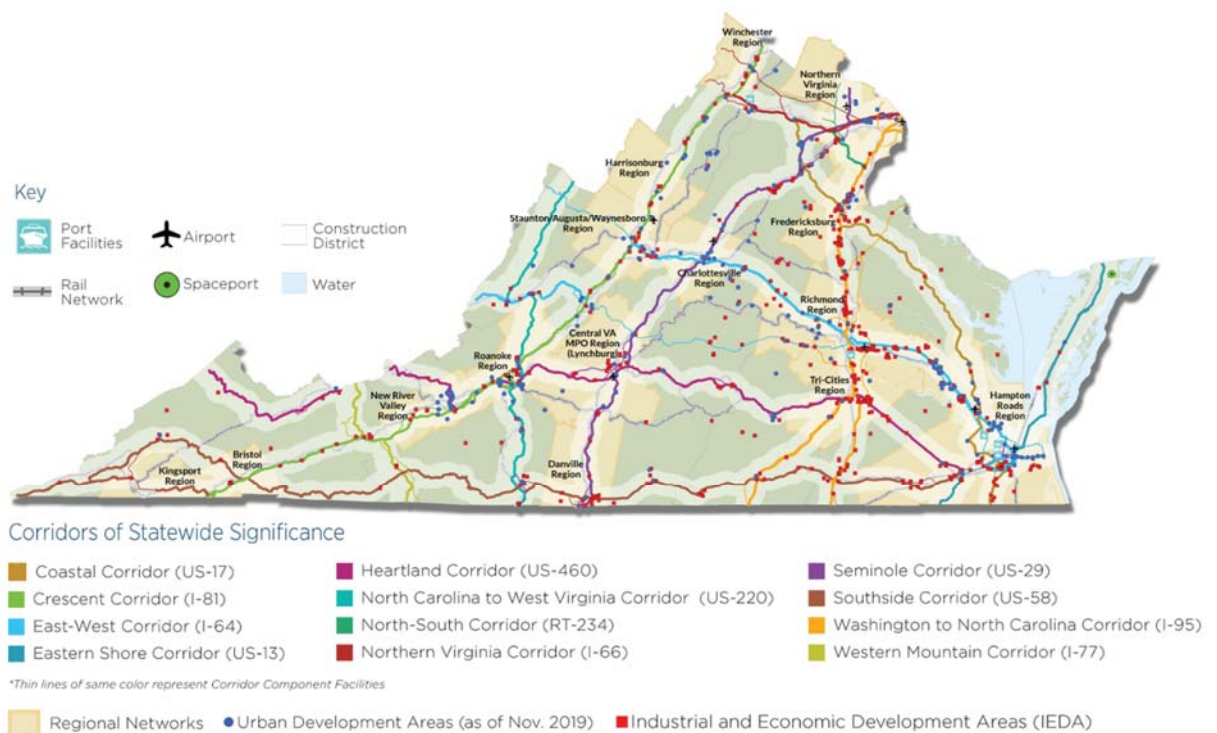 Winchester
Region
Northern
Virginia
Region
Harrisonburg
Region
Staunton/Augusta/Waynesboro
Region
Fredericksburg
Region
Charlottesville
Region
Richmond
Region
Central VA
MPO Region
(Lynchburg)
Roanoke
Region
Tri-Cities
Region
New River
Valley
Region
Hampton
Roads
Region
Bristol
Region
Kingsport
Region
Danville
Region
Key
Port
Facilities
Airport
Construction
District
Rail
Network
Spaceport
Water
Corridors of Statewide Significance
Coastal Corridor (US-17)
Crescent Corridor (I-81)
East-West Corridor (I-64)
Eastern Shore Corridor (US-13)
Heartland Corridor (US-460)
North Carolina to West Virginia Corridor (US-220)
North-South Corridor (RT-234)
Northern Virginia Corridor (I-66)
Seminole Corridor (US-29)
Southside Corridor (US-58)
Washington to North Carolina Corridor (I-95)
Western Mountain Corridor (I-77)
*Thin lines of same color represent Corridor Component Facilities
Regional Networks
Urban Development Areas (as of Nov. 2019)
Industrial and Economic Development Areas (IEDA)